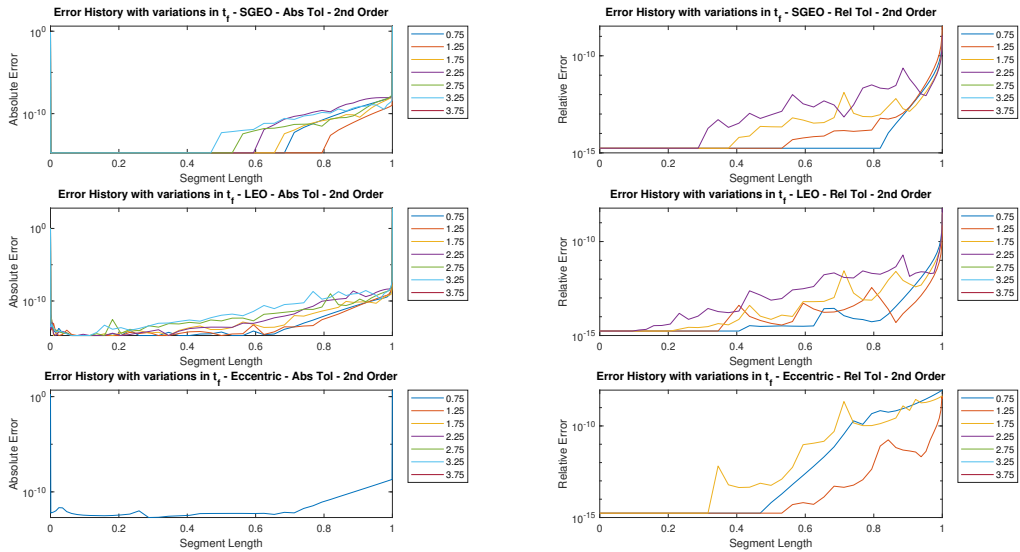 Error History with variations in t_f - SGEO - Abs Tol - 2nd Order
10^0
10^-10
Absolute Error
0 0.2 0.4 0.6 0.8 1
Segment Length
0.75
1.25
1.75
2.25
2.75
3.25
3.75
Error History with variations in t_f - SGEO - Rel Tol - 2nd Order
10^-10
10^-15
Relative Error
0 0.2 0.4 0.6 0.8 1
Segment Length
0.75
1.25
1.75
2.25
2.75
3.25
3.75
Error History with variations in t_f - LEO - Abs Tol - 2nd Order
10^0
10^-10
Absolute Error
0 0.2 0.4 0.6 0.8 1
Segment Length
0.75
1.25
1.75
2.25
2.75
3.25
3.75
Error History with variations in t_f - LEO - Rel Tol - 2nd Order
10^-10
10^-15
Relative Error
0 0.2 0.4 0.6 0.8 1
Segment Length
0.75
1.25
1.75
2.25
2.75
3.25
3.75
Error History with variations in t_f - Eccentric - Abs Tol - 2nd Order
10^0
10^-10
Absolute Error
0 0.2 0.4 0.6 0.8 1
Segment Length
0.75
1.25
1.75
2.25
2.75
3.25
3.75
Error History with variations in t_f - Eccentric - Rel Tol - 2nd Order
10^-10
10^-15
Relative Error
0 0.2 0.4 0.6 0.8 1
Segment Length
0.75
1.25
1.75
2.25
2.75
3.25
3.75